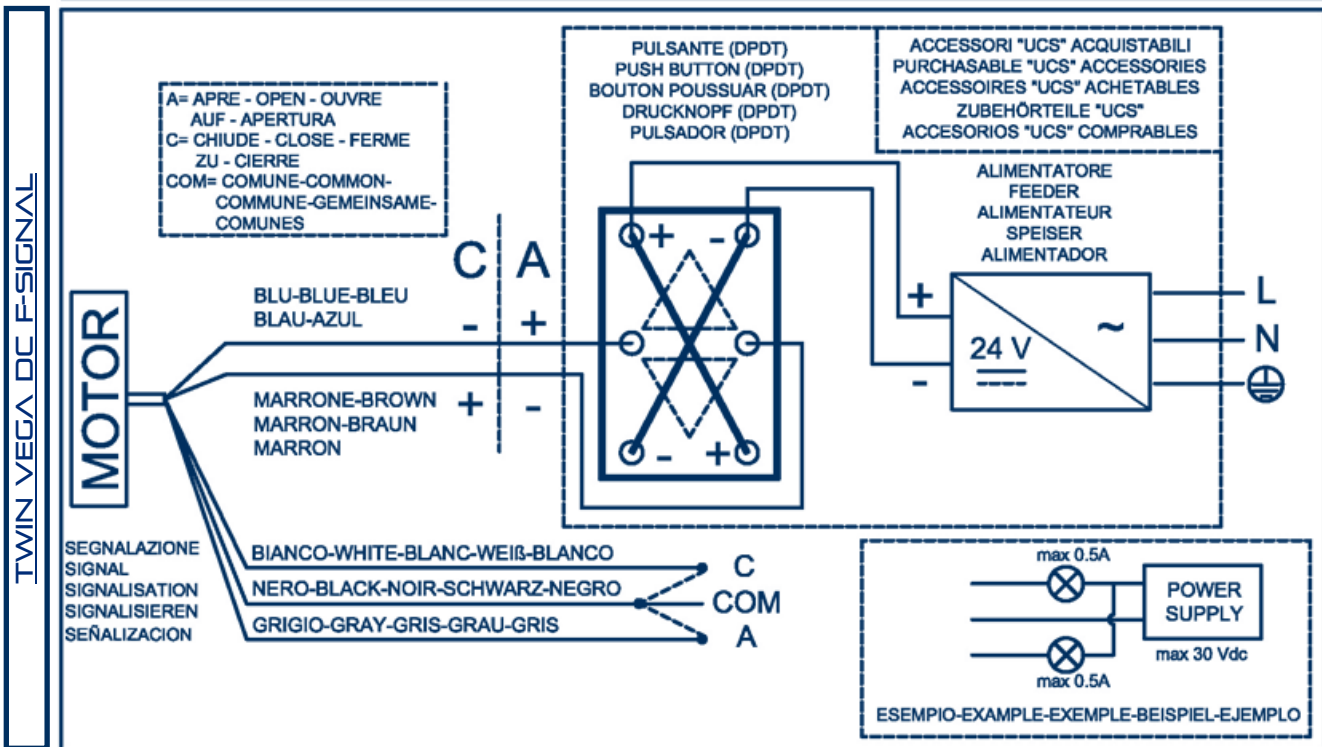 TWIN VEGA DC F-SIGNAL
A= APRE - OPEN - OUVRE
AUF - APERTURA
C= CHIUDE - CLOSE - FERME
ZU - CIERRE
COM= COMUNE-COMMON-
COMMUNE-GEMEINSAME-
COMUNES
PULSANTE (DPDT)
PUSH BUTTON (DPDT)
BOUTON POUSSUAR (DPDT)
DRUCKNOPF (DPDT)
PULSADOR (DPDT)
ACCESSORI "UCS" ACQUISTABILI
PURCHASABLE "UCS" ACCESSORIES
ACCESSOIRES "UCS" ACHETABLES
ZUBEHÖRTEILE "UCS"
ACCESORIOS "UCS" COMPRABLES
ALIMENTATORE
FEEDER
ALIMENTATEUR
SPEISER
ALIMENTADOR
C A
- +
+ -
+ -
- +
+
-
24 V
~
L
N
MOTOR
BLU-BLUE-BLEU
BLAU-AZUL
MARRONE-BROWN
MARRON-BRAUN
MARRON
SEGNALAZIONE
SIGNAL
SIGNALISATION
SIGNALISIEREN
SEÑALIZACION
BIANCO-WHITE-BLANC-WEIß-BLANCO
NERO-BLACK-NOIR-SCHWARZ-NEGRO
GRIGIO-GRAY-GRIS-GRAU-GRIS
C
COM
A
max 0.5A
POWER
SUPPLY
max 30 Vdc
max 0.5A
ESEMPIO-EXAMPLE-EXEMPLE-BEISPIEL-EJEMPLO